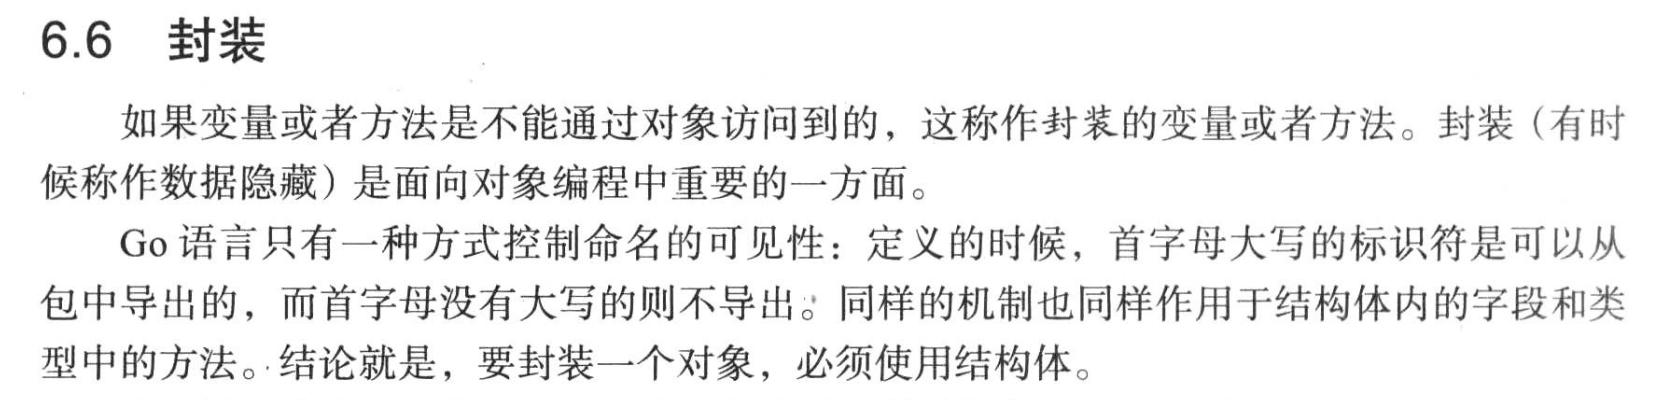 6.6 封装
如果变量或者方法是不能通过对象访问到的，这称作封装的变量或者方法。封装（有时
候称作数据隐藏）是面向对象编程中重要的一方面。
Go 语言只有一种方式控制命名的可见性：定义的时候，首字母大写的标识符是可以从
包中导出的，而首字母没有大写的则不导出。同样的机制也同样作用于结构体内的字段和类
型中的方法。结论就是，要封装一个对象，必须使用结构体。